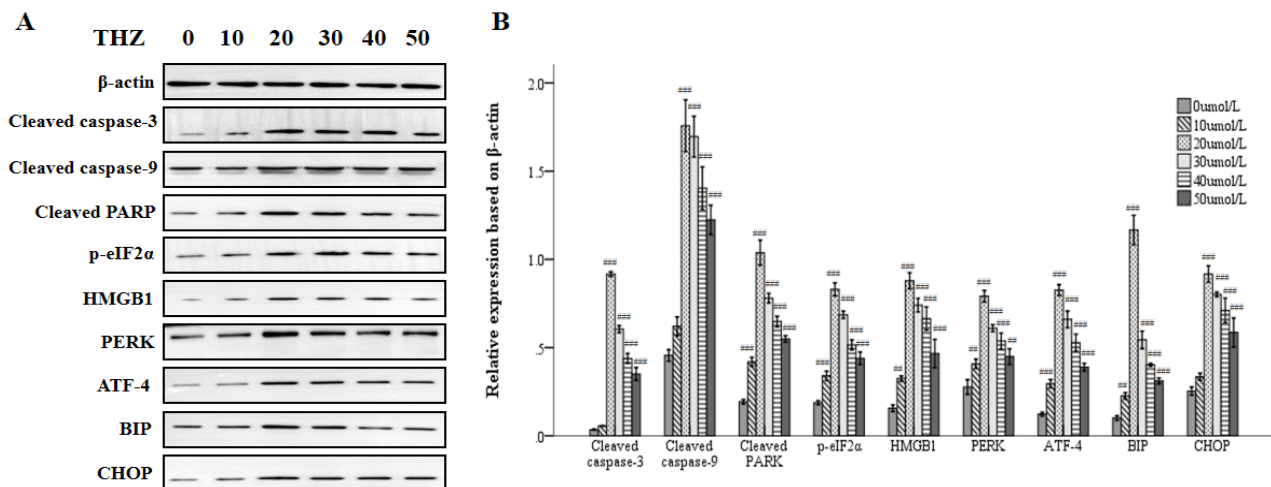 A
THZ 0 10 20 30 40 50
β-actin
Cleaved caspase-3
Cleaved caspase-9
Cleaved PARP
p-eIF2α
HMGB1
PERK
ATF-4
BIP
CHOP
B
Relative expression based on β-actin
2.0
1.5
1.0
.5
.0
0umol/L
10umol/L
20umol/L
30umol/L
40umol/L
50umol/L
### ### ### ###
### ### ### ###
### ### ### ### ###
### ### ### ### ###
## ### ### ### ###
## ### ### ## ##
### ### ### ### ###
## ### ### ### ###
### ### ### ###
Cleaved
caspase-3
Cleaved
caspase-9
Cleaved
PARK
p-eIF2α
HMGB1
PERK
ATF-4
BIP
CHOP